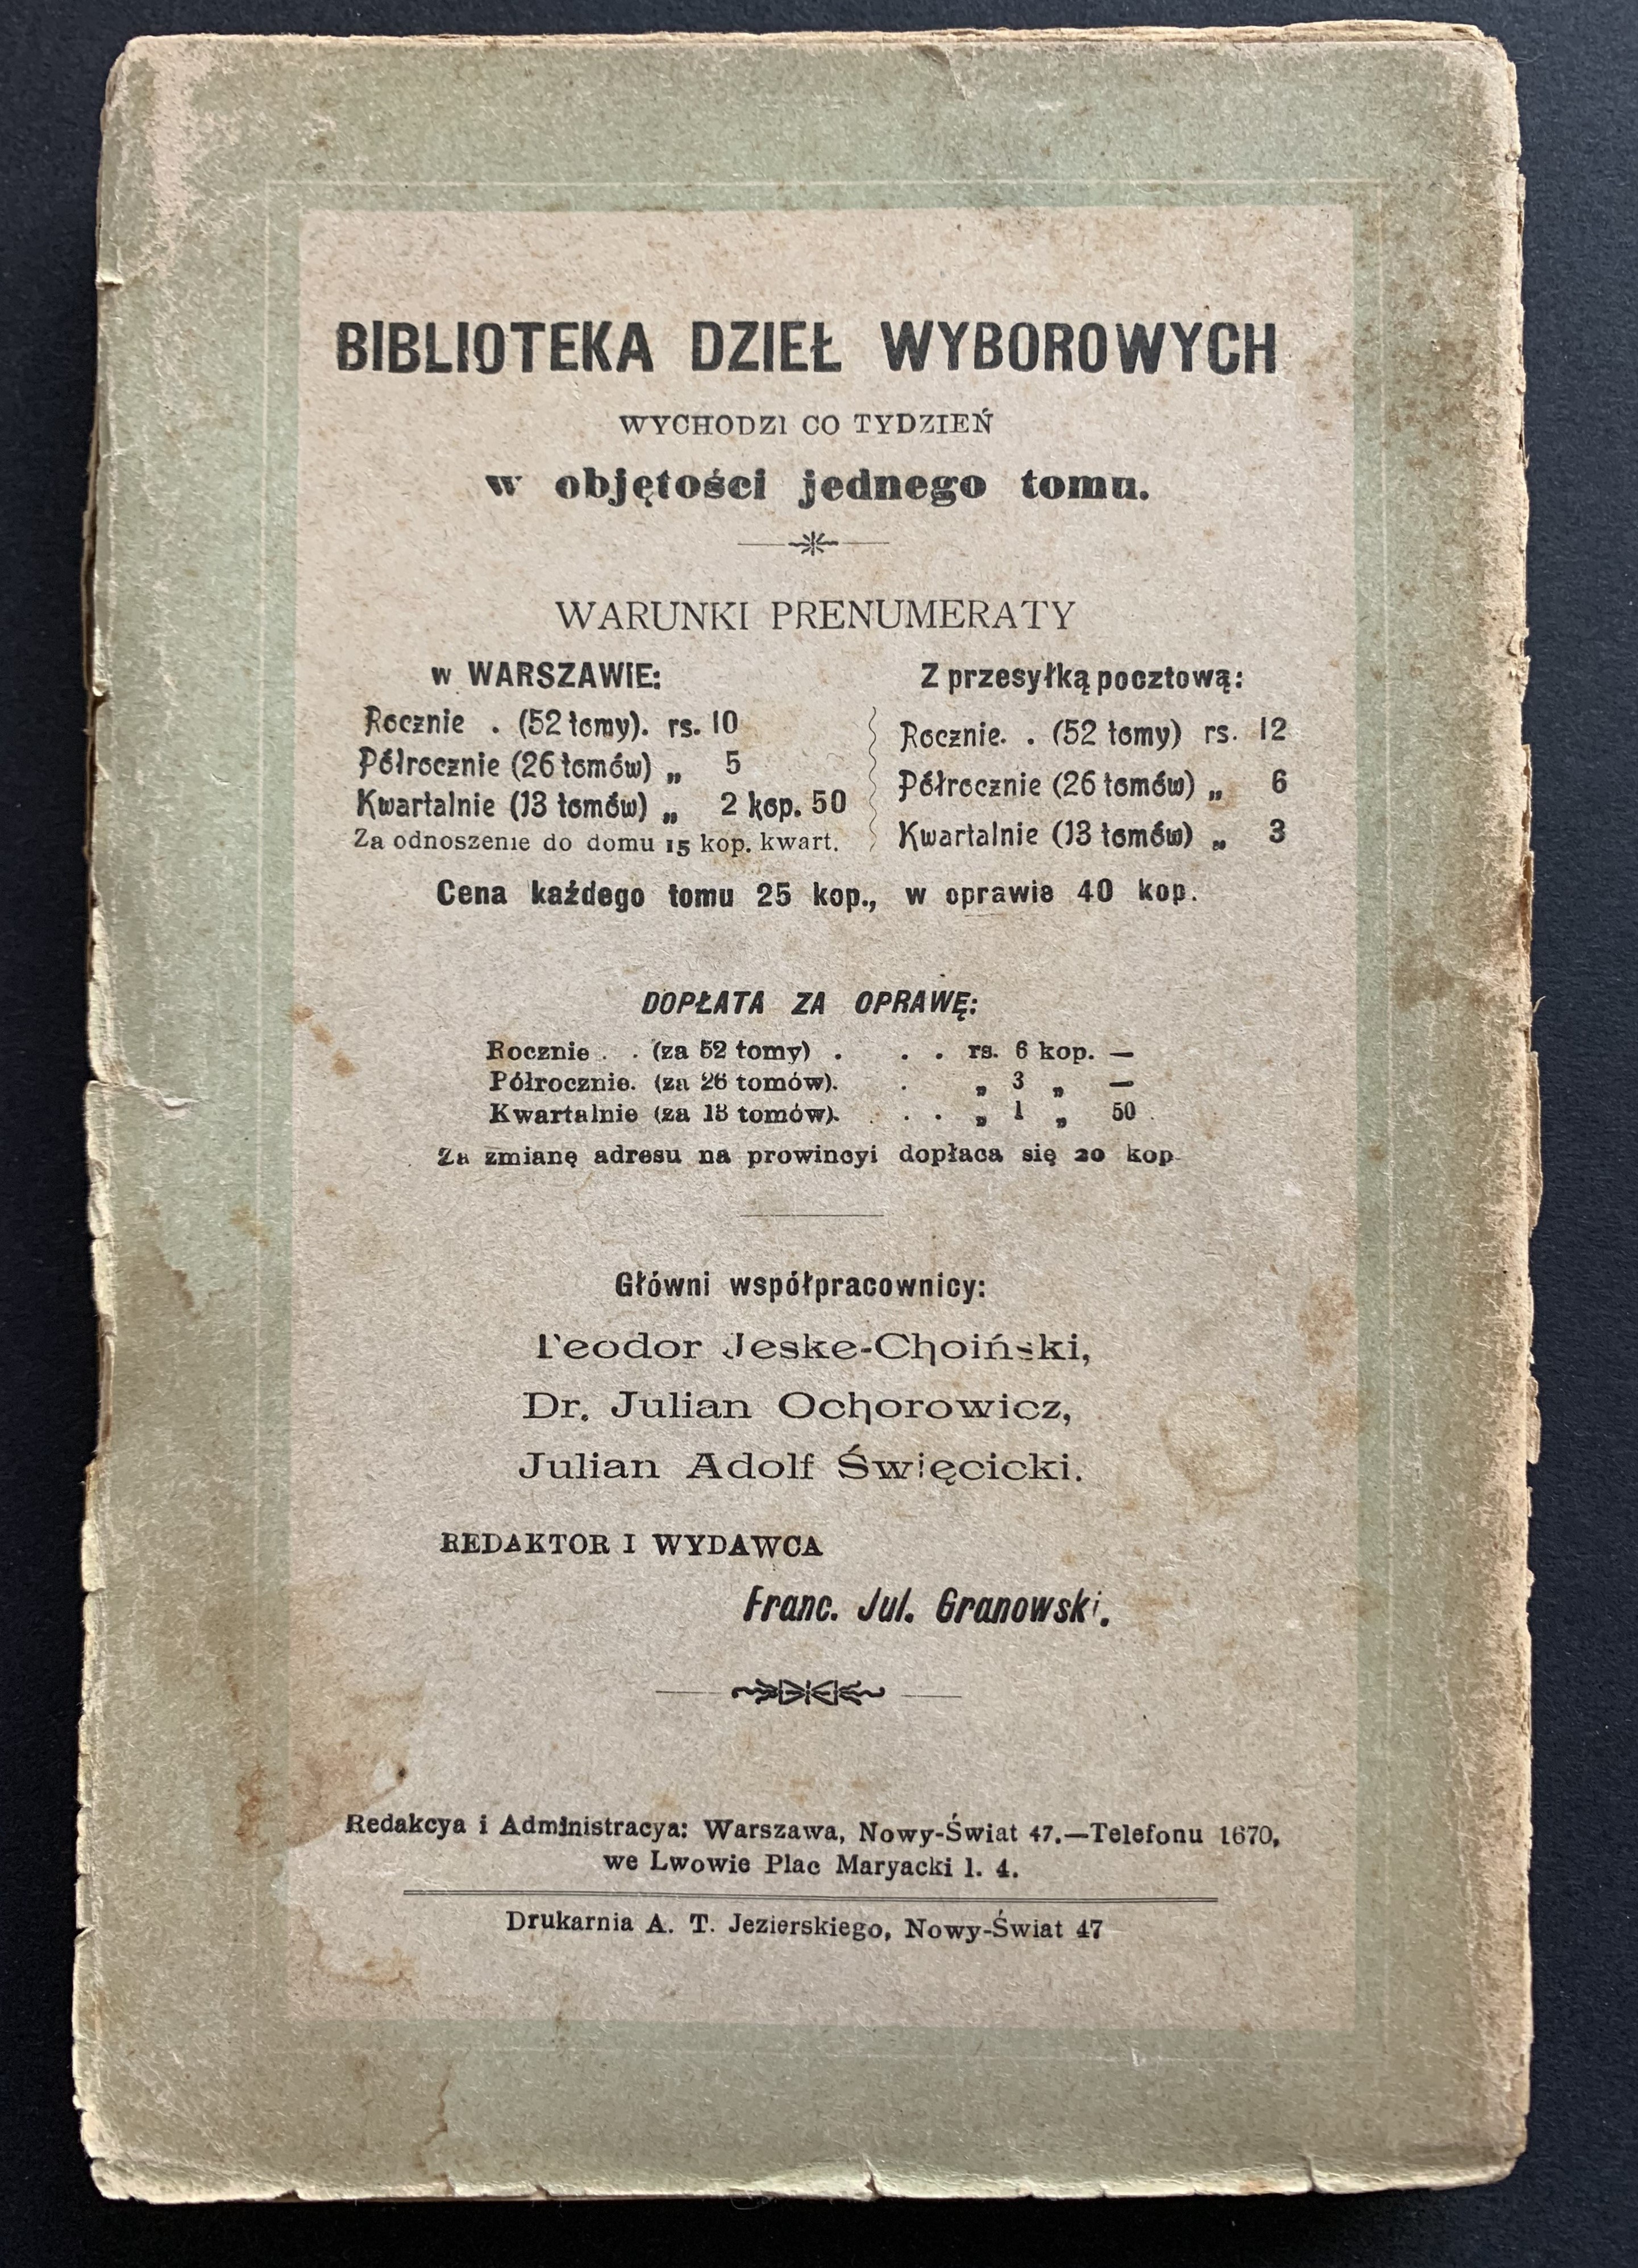 BIBLIOTEKA DZIEŁ WYBOROWYCH
WYCHODZI CO TYDZIEŃ
w objętości jednego tomu.
WARUNKI PRENUMERATY
w WARSZAWIE:
Rocznie . (52 tomy). rs. 10
Półrocznie (26 tomów) „ 5
Kwartalnie (13 tomów) „ 2 kop. 50
Za odnoszenie do domu 15 kop. kwart.
Z przesyłką pocztową:
Rocznie. . (52 tomy) rs. 12
Półrocznie (26 tomów) „ 6
Kwartalnie (13 tomów) „ 3
Cena każdego tomu 25 kop., w oprawie 40 kop.
DOPŁATA ZA OPRAWĘ:
Rocznie . . (za 52 tomy) . . . rs. 6 kop. —
Półrocznie. (za 26 tomów). . „ 3 „ —
Kwartalnie (za 13 tomów). . . . „ 1 „ 50 .
Za zmianę adresu na prowincyi dopłaca się 20 kop
Główni współpracownicy:
Teodor Jeske-Choiński,
Dr. Julian Ochorowicz,
Julian Adolf Święcicki.
REDAKTOR I WYDAWCA
Franc. Jul. Granowski.
Redakcya i Administracya: Warszawa, Nowy-Świat 47.—Telefonu 1670,
we Lwowie Plac Maryacki l. 4.
Drukarnia A. T. Jezierskiego, Nowy-Świat 47